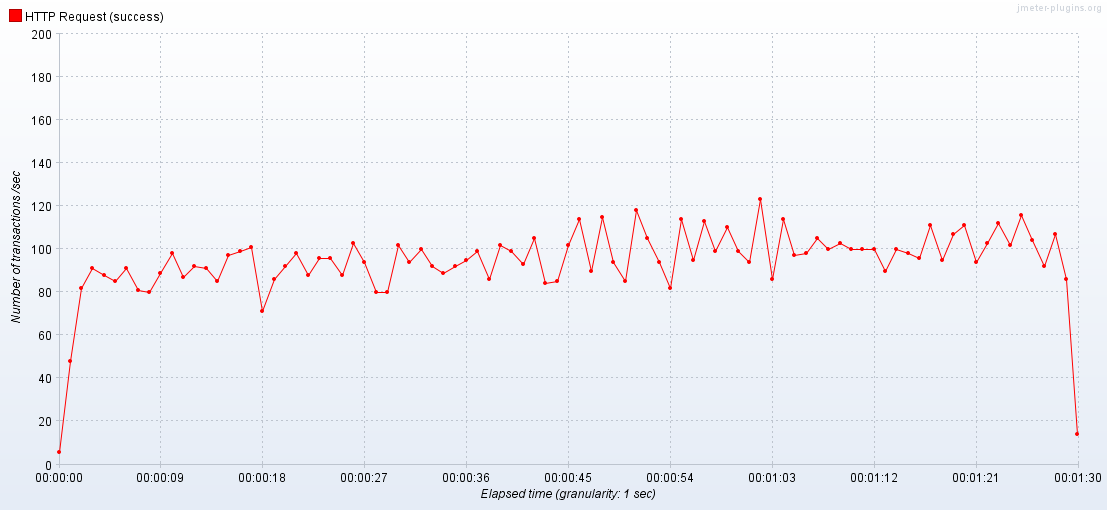 jmeter-plugins.org
HTTP Request (success)
200
180
160
140
120
100
80
60
40
20
0
Number of transactions /sec
00:00:00 00:00:09 00:00:18 00:00:27 00:00:36 00:00:45 00:00:54 00:01:03 00:01:12 00:01:21 00:01:30
Elapsed time (granularity: 1 sec)